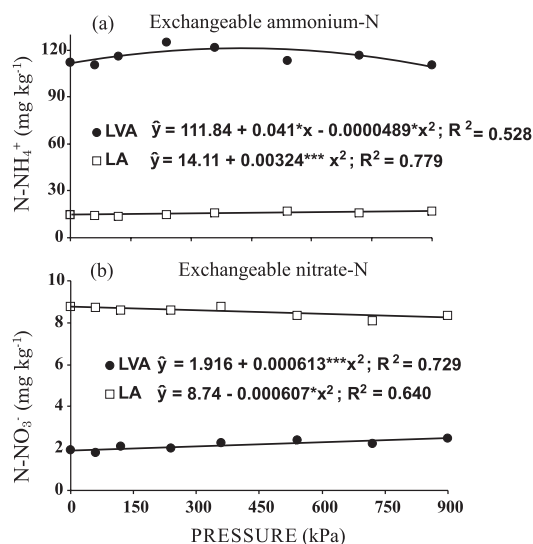 (a) Exchangeable ammonium-N
120
90
60
30
0
N-NH₄⁺ (mg kg⁻¹)
LVA ŷ = 111.84 + 0.041*x - 0.0000489*x²; R² = 0.528
LA ŷ = 14.11 + 0.00324*** x²; R² = 0.779
(b) Exchangeable nitrate-N
10
8
6
4
2
0
N-NO₃⁻ (mg kg⁻¹)
LVA ŷ = 1.916 + 0.000613***x²; R² = 0.729
LA ŷ = 8.74 - 0.000607*x²; R² = 0.640
0 150 300 450 600 750 900
PRESSURE (kPa)